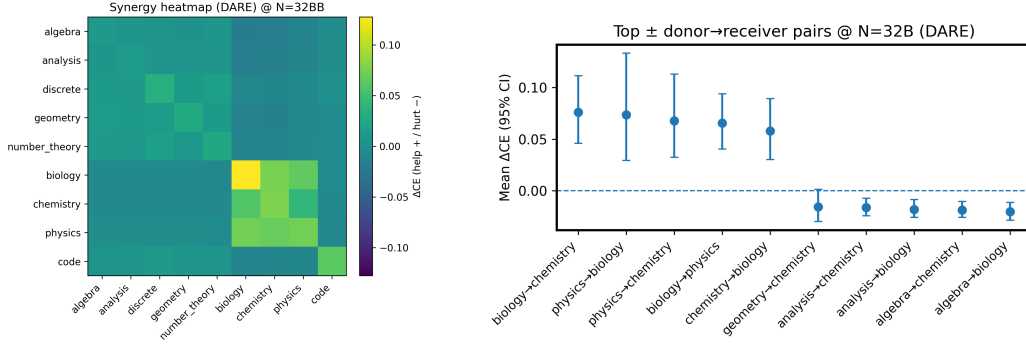 Synergy heatmap (DARE) @ N=32BB
algebra
analysis
discrete
geometry
number_theory
biology
chemistry
physics
code
algebra
analysis
discrete
geometry
number_theory
biology
chemistry
physics
code
0.10
0.05
0.00
−0.05
−0.10
ΔCE (help + / hurt −)
Top ± donor→receiver pairs @ N=32B (DARE)
Mean ΔCE (95% CI)
0.10
0.05
0.00
biology→chemistry
physics→biology
physics→chemistry
biology→physics
chemistry→biology
geometry→chemistry
analysis→chemistry
analysis→biology
algebra→chemistry
algebra→biology